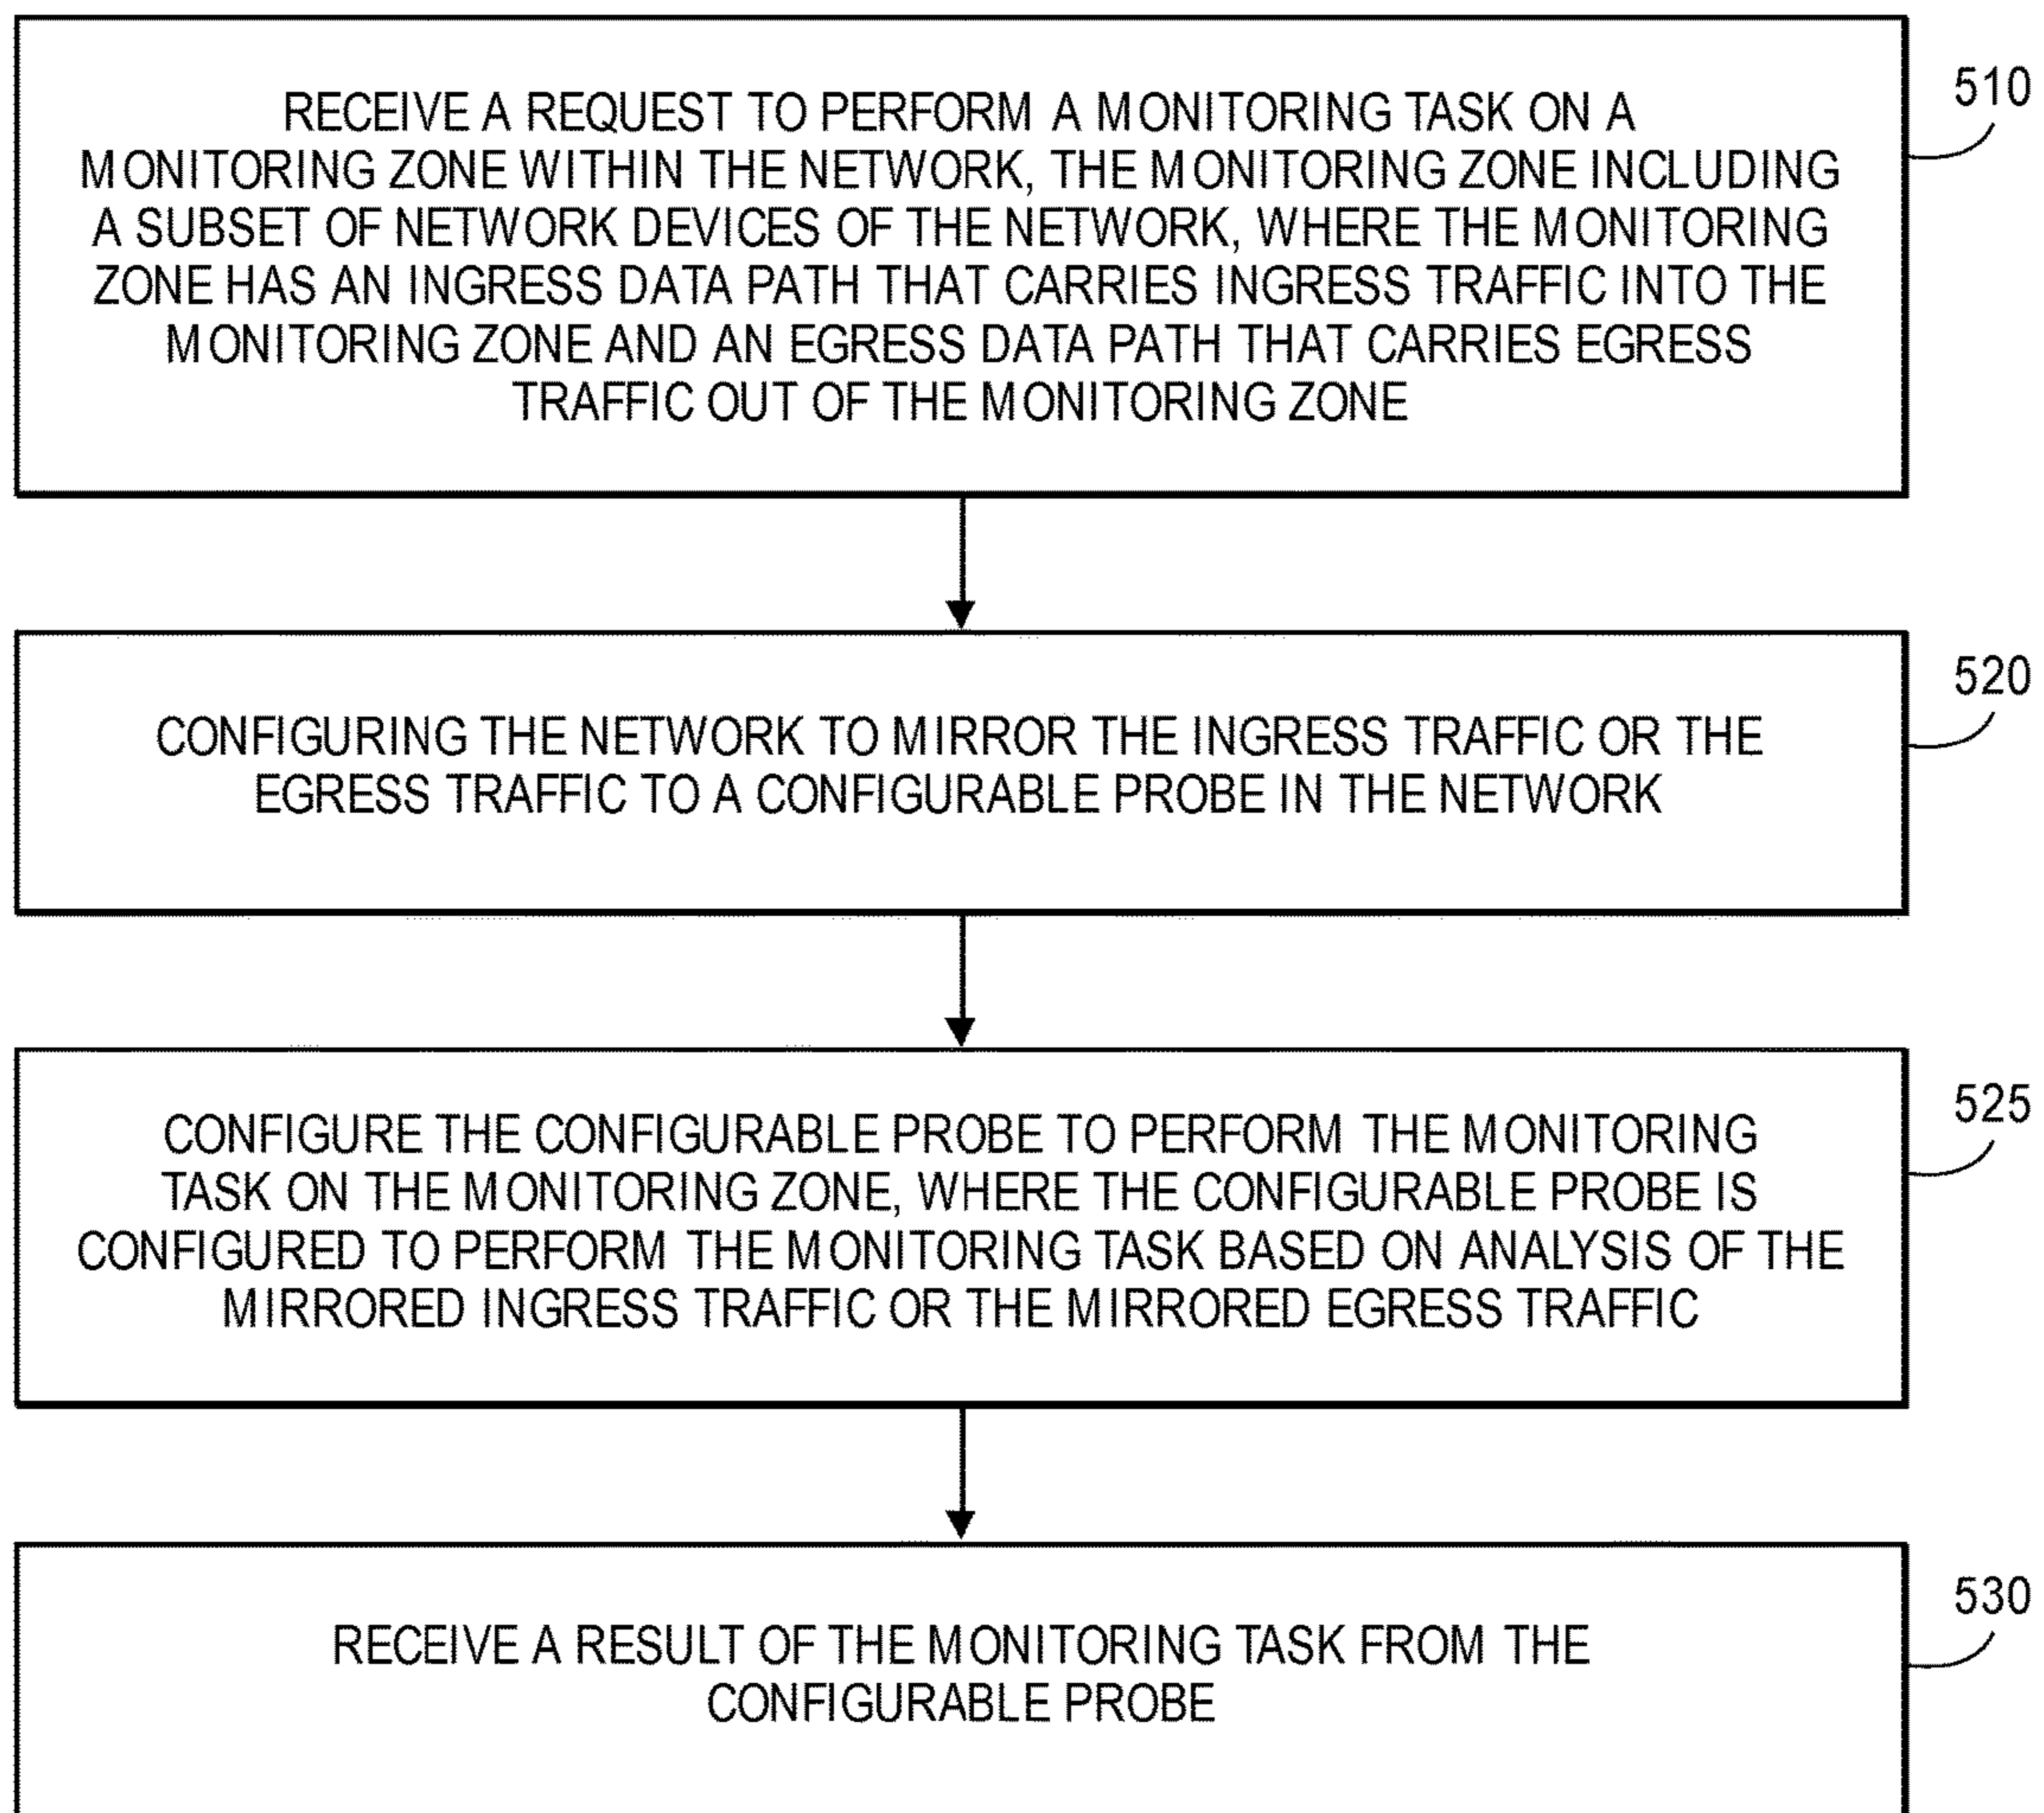 RECEIVE A REQUEST TO PERFORM A MONITORING TASK ON A
MONITORING ZONE WITHIN THE NETWORK, THE MONITORING ZONE INCLUDING
A SUBSET OF NETWORK DEVICES OF THE NETWORK, WHERE THE MONITORING
ZONE HAS AN INGRESS DATA PATH THAT CARRIES INGRESS TRAFFIC INTO THE
MONITORING ZONE AND AN EGRESS DATA PATH THAT CARRIES EGRESS
TRAFFIC OUT OF THE MONITORING ZONE
510
CONFIGURING THE NETWORK TO MIRROR THE INGRESS TRAFFIC OR THE
EGRESS TRAFFIC TO A CONFIGURABLE PROBE IN THE NETWORK
520
CONFIGURE THE CONFIGURABLE PROBE TO PERFORM THE MONITORING
TASK ON THE MONITORING ZONE, WHERE THE CONFIGURABLE PROBE IS
CONFIGURED TO PERFORM THE MONITORING TASK BASED ON ANALYSIS OF THE
MIRRORED INGRESS TRAFFIC OR THE MIRRORED EGRESS TRAFFIC
525
RECEIVE A RESULT OF THE MONITORING TASK FROM THE
CONFIGURABLE PROBE
530